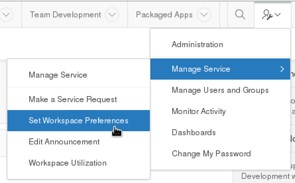 Team Development
Packaged Apps
Administration
Manage Service
Manage Users and Groups
Monitor Activity
Dashboards
Change My Password
Manage Service
Make a Service Request
Set Workspace Preferences
Edit Announcement
Workspace Utilization
Development w